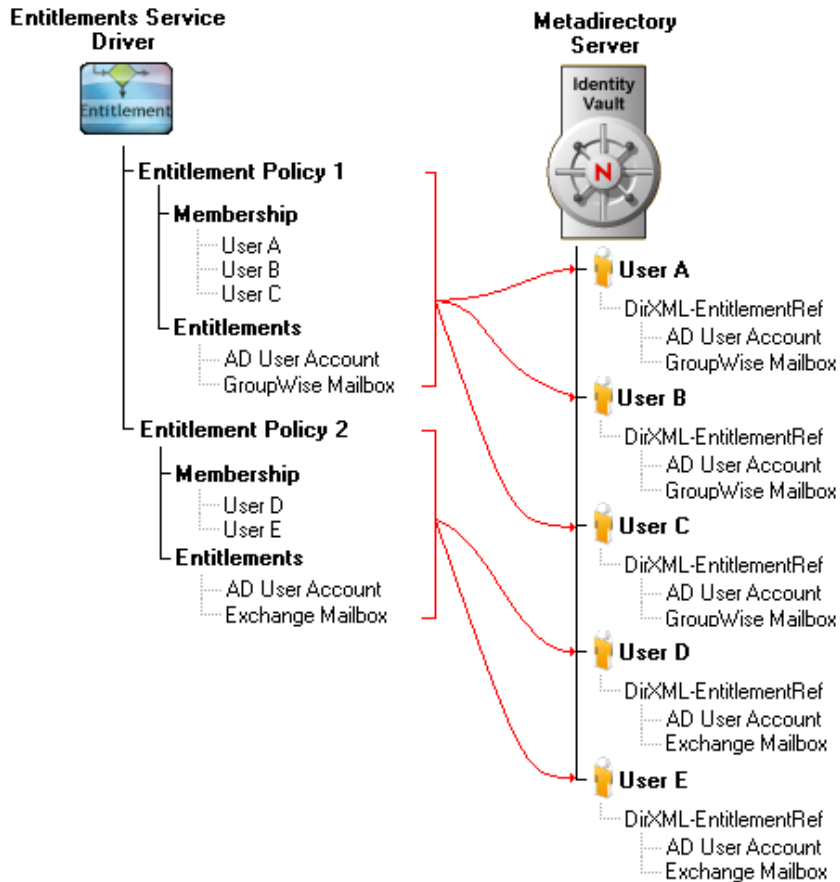 Entitlements Service
Driver
Entitlement
Entitlement Policy 1
Membership
User A
User B
User C
Entitlements
AD User Account
GroupWise Mailbox
Entitlement Policy 2
Membership
User D
User E
Entitlements
AD User Account
Exchange Mailbox
Metadirectory
Server
Identity
Vault
N
User A
DirXML-EntitlementRef
AD User Account
GroupWise Mailbox
User B
DirXML-EntitlementRef
AD User Account
GroupWise Mailbox
User C
DirXML-EntitlementRef
AD User Account
GroupWise Mailbox
User D
DirXML-EntitlementRef
AD User Account
Exchange Mailbox
User E
DirXML-EntitlementRef
AD User Account
Exchange Mailbox